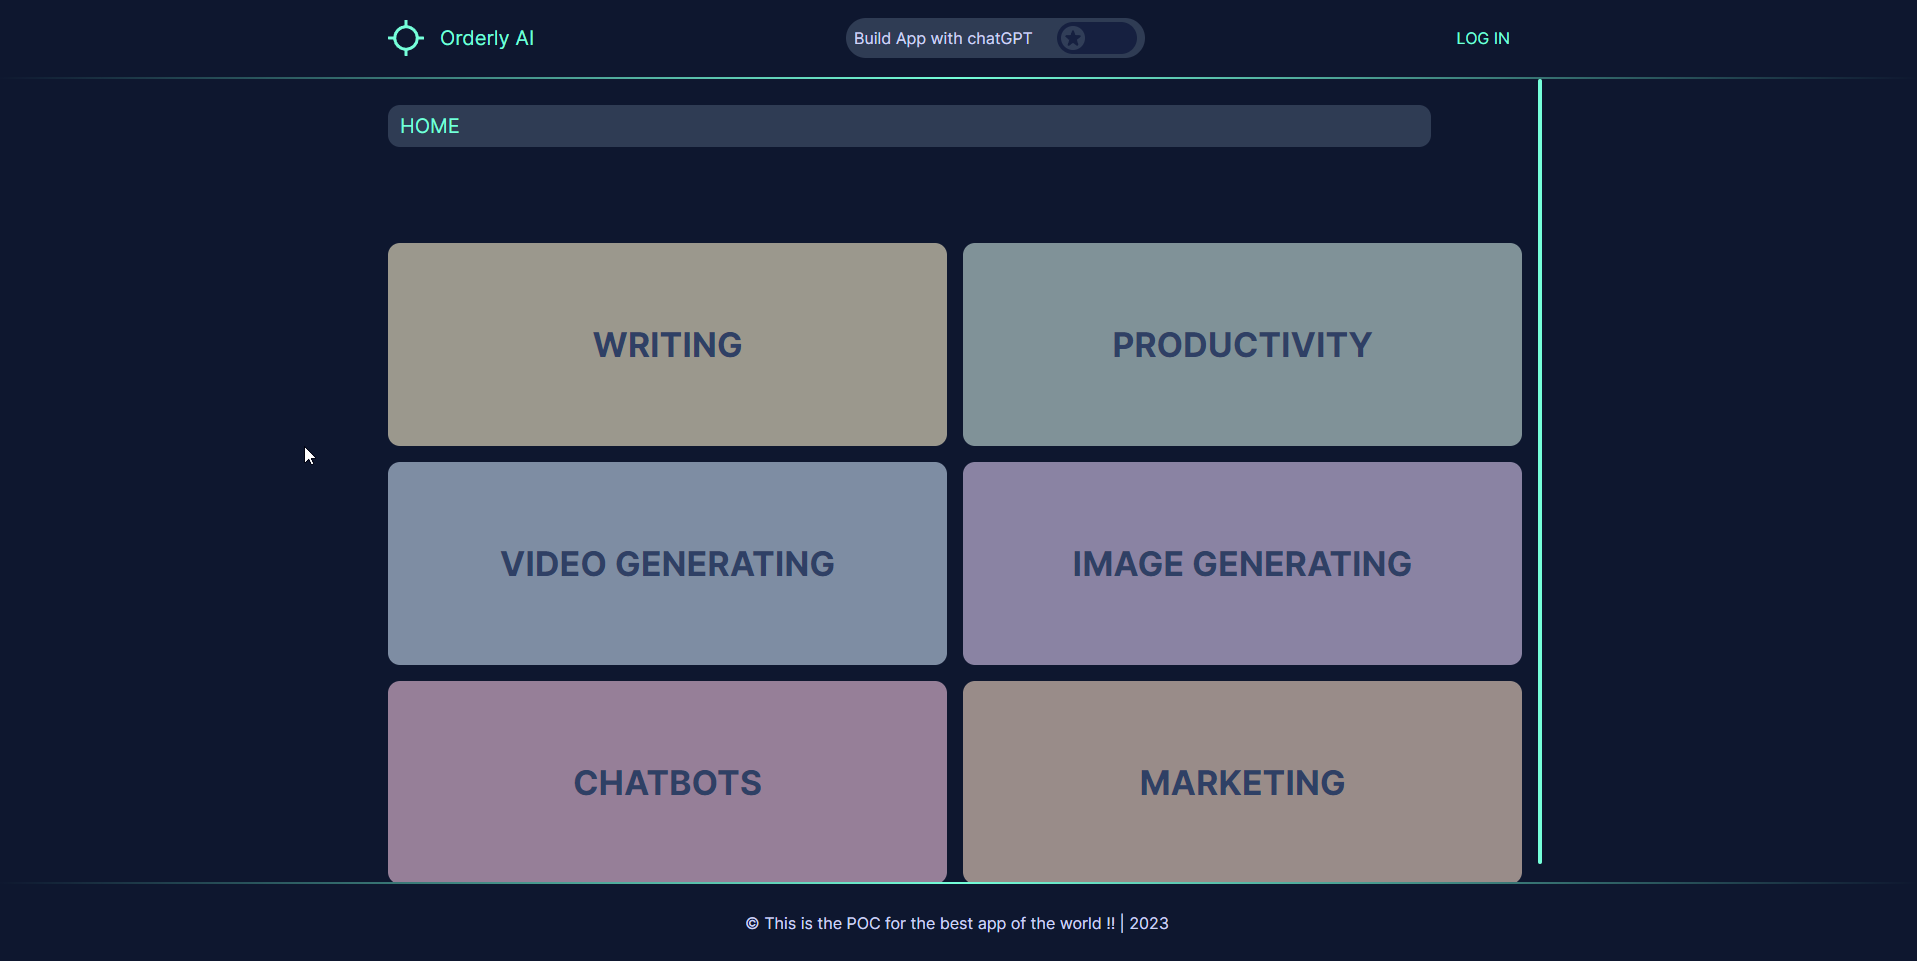 Orderly AI
Build App with chatGPT
LOG IN
HOME
WRITING
PRODUCTIVITY
VIDEO GENERATING
IMAGE GENERATING
CHATBOTS
MARKETING
© This is the POC for the best app of the world !! | 2023